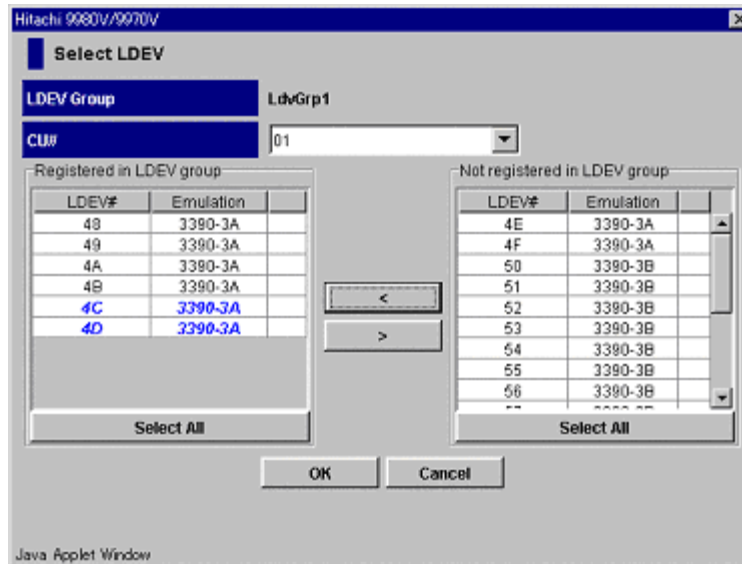 Hitachi 9980V/9970V
Select LDEV
LDEV Group LdvGrp1
CU# 01
Registered in LDEV group
LDEV# Emulation
48 3390-3A
49 3390-3A
4A 3390-3A
4B 3390-3A
4C 3390-3A
4D 3390-3A
Select All
<
>
Not registered in LDEV group
LDEV# Emulation
4E 3390-3A
4F 3390-3A
50 3390-3B
51 3390-3B
52 3390-3B
53 3390-3B
54 3390-3B
55 3390-3B
56 3390-3B
Select All
OK Cancel
Java Applet Window